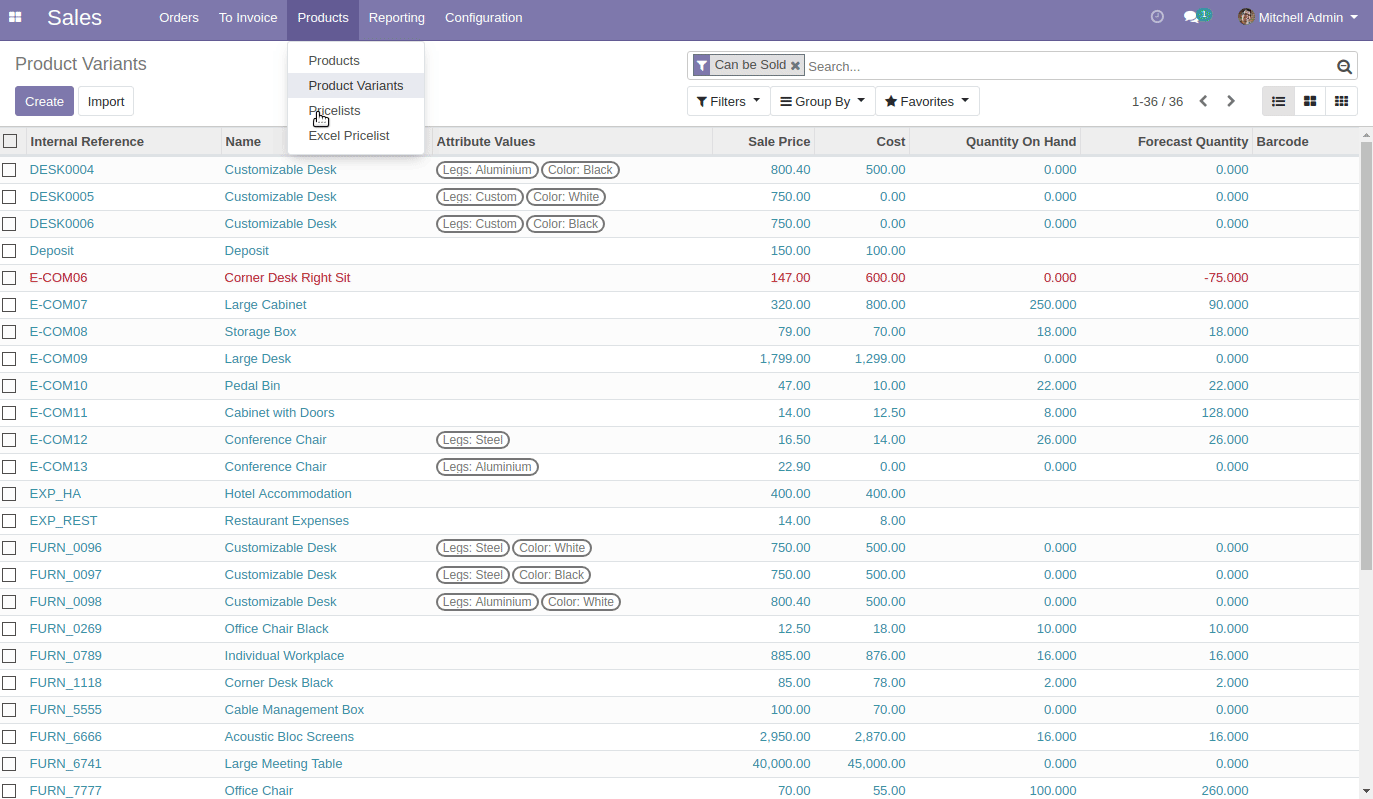 Sales Orders To Invoice Products Reporting Configuration 1 Mitchell Admin
Product Variants
Can be Sold Search...
Products
Product Variants
Pricelists
Excel Pricelist
Create Import
Filters Group By Favorites 1-36 / 36
Internal Reference Name Attribute Values Sale Price Cost Quantity On Hand Forecast Quantity Barcode
DESK0004 Customizable Desk Legs: Aluminium Color: Black 800.40 500.00 0.000 0.000
DESK0005 Customizable Desk Legs: Custom Color: White 750.00 0.00 0.000 0.000
DESK0006 Customizable Desk Legs: Custom Color: Black 750.00 0.00 0.000 0.000
Deposit Deposit 150.00 100.00
E-COM06 Corner Desk Right Sit 147.00 600.00 0.000 -75.000
E-COM07 Large Cabinet 320.00 800.00 250.000 90.000
E-COM08 Storage Box 79.00 70.00 18.000 18.000
E-COM09 Large Desk 1,799.00 1,299.00 0.000 0.000
E-COM10 Pedal Bin 47.00 10.00 22.000 22.000
E-COM11 Cabinet with Doors 14.00 12.50 8.000 128.000
E-COM12 Conference Chair Legs: Steel 16.50 14.00 26.000 26.000
E-COM13 Conference Chair Legs: Aluminium 22.90 0.00 0.000 0.000
EXP_HA Hotel Accommodation 400.00 400.00
EXP_REST Restaurant Expenses 14.00 8.00
FURN_0096 Customizable Desk Legs: Steel Color: White 750.00 500.00 0.000 0.000
FURN_0097 Customizable Desk Legs: Steel Color: Black 750.00 500.00 0.000 0.000
FURN_0098 Customizable Desk Legs: Aluminium Color: White 800.40 500.00 0.000 0.000
FURN_0269 Office Chair Black 12.50 18.00 10.000 10.000
FURN_0789 Individual Workplace 885.00 876.00 16.000 16.000
FURN_1118 Corner Desk Black 85.00 78.00 2.000 2.000
FURN_5555 Cable Management Box 100.00 70.00 0.000 0.000
FURN_6666 Acoustic Bloc Screens 2,950.00 2,870.00 16.000 16.000
FURN_6741 Large Meeting Table 40,000.00 45,000.00 0.000 0.000
FURN_7777 Office Chair 70.00 55.00 100.000 260.000